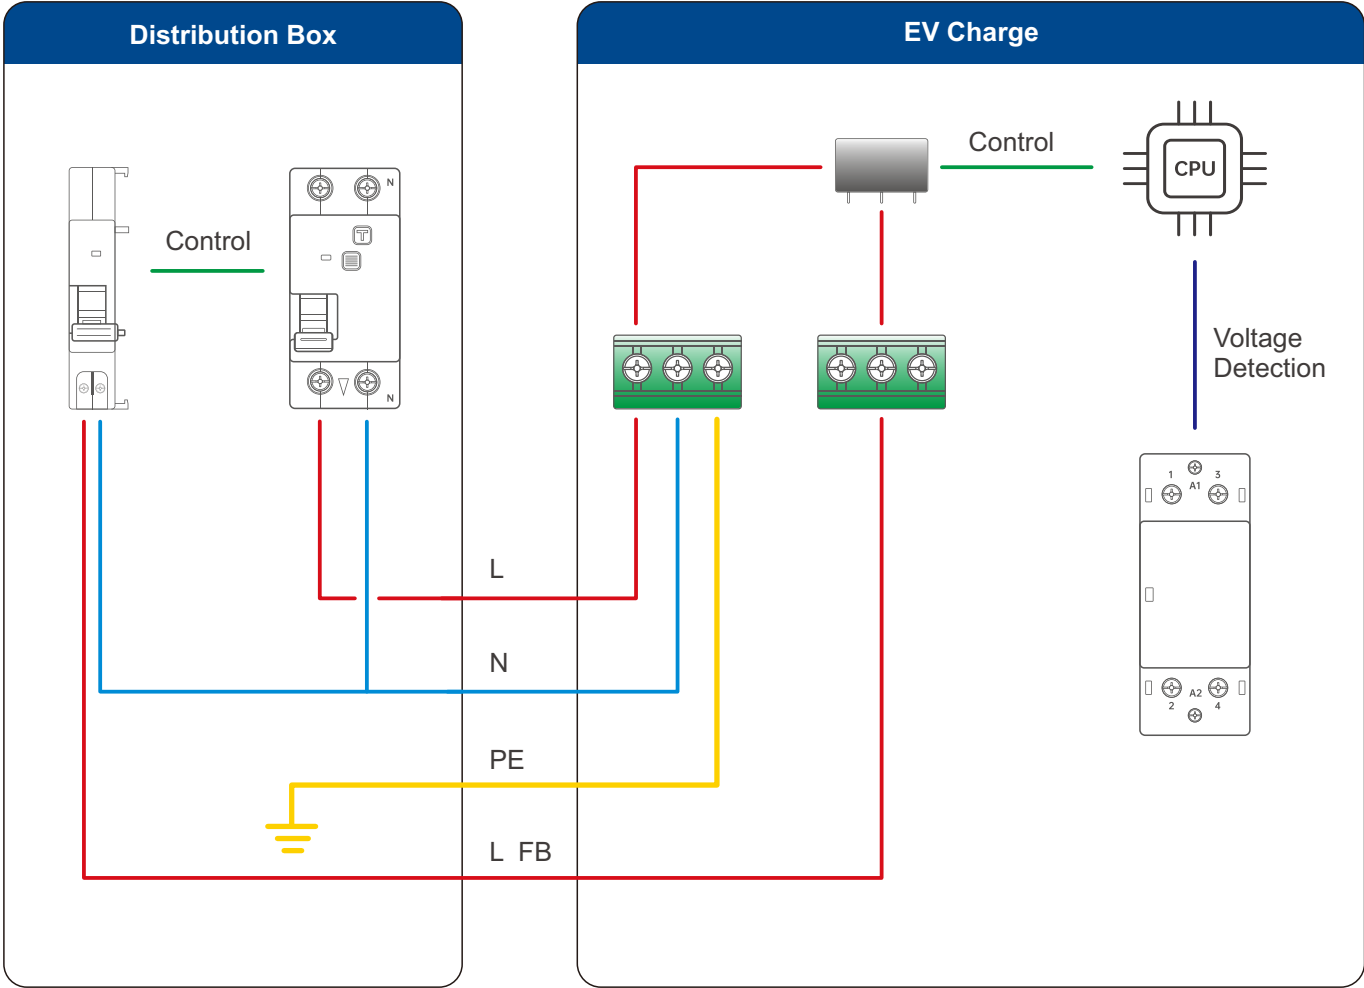 Distribution Box
EV Charge
Control
CPU
N
Control
T
Voltage
Detection
N
1
3
A1
L
N
A2
2
4
PE
L FB